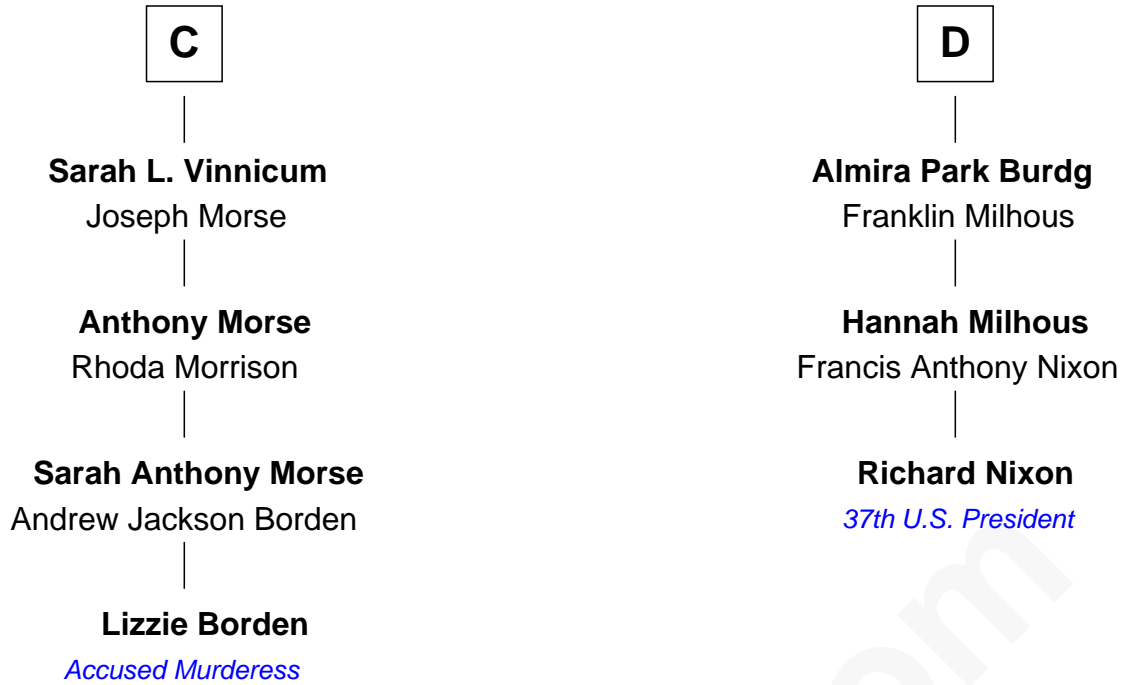 C
Sarah L. Vinnicum
Joseph Morse
Anthony Morse
Rhoda Morrison
Sarah Anthony Morse
Andrew Jackson Borden
Lizzie Borden
Accused Murderess
D
Almira Park Burdg
Franklin Milhous
Hannah Milhous
Francis Anthony Nixon
Richard Nixon
37th U.S. President
om